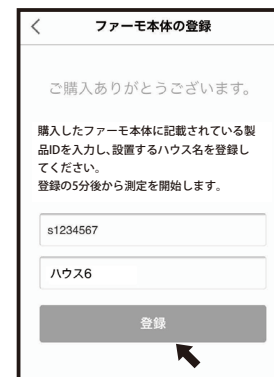 ファーモ本体の登録
ご購入ありがとうございます。
購入したファーモ本体に記載されている製
品IDを入力し、設置するハウス名を登録し
てください。
登録の5分後から測定を開始します。
s1234567
ハウス6
登録